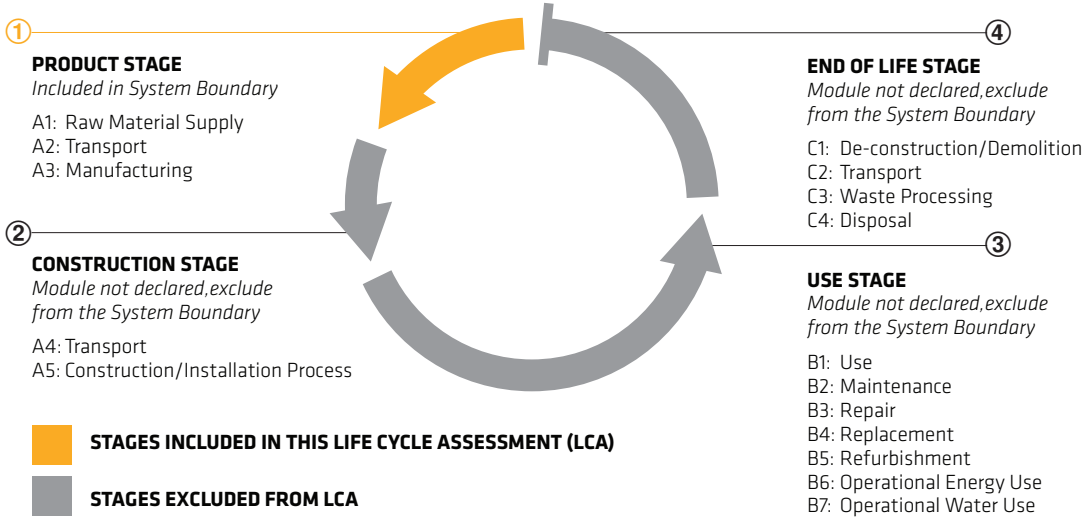 ①
PRODUCT STAGE
Included in System Boundary
A1: Raw Material Supply
A2: Transport
A3: Manufacturing
②
CONSTRUCTION STAGE
Module not declared,exclude
from the System Boundary
A4: Transport
A5: Construction/Installation Process
③
USE STAGE
Module not declared,exclude
from the System Boundary
B1: Use
B2: Maintenance
B3: Repair
B4: Replacement
B5: Refurbishment
B6: Operational Energy Use
B7: Operational Water Use
④
END OF LIFE STAGE
Module not declared,exclude
from the System Boundary
C1: De-construction/Demolition
C2: Transport
C3: Waste Processing
C4: Disposal
STAGES INCLUDED IN THIS LIFE CYCLE ASSESSMENT (LCA)
STAGES EXCLUDED FROM LCA